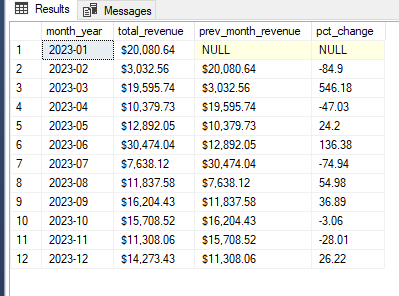 Results Messages
month_year total_revenue prev_month_revenue pct_change
1 2023-01 $20,080.64 NULL NULL
2 2023-02 $3,032.56 $20,080.64 -84.9
3 2023-03 $19,595.74 $3,032.56 546.18
4 2023-04 $10,379.73 $19,595.74 -47.03
5 2023-05 $12,892.05 $10,379.73 24.2
6 2023-06 $30,474.04 $12,892.05 136.38
7 2023-07 $7,638.12 $30,474.04 -74.94
8 2023-08 $11,837.58 $7,638.12 54.98
9 2023-09 $16,204.43 $11,837.58 36.89
10 2023-10 $15,708.52 $16,204.43 -3.06
11 2023-11 $11,308.06 $15,708.52 -28.01
12 2023-12 $14,273.43 $11,308.06 26.22